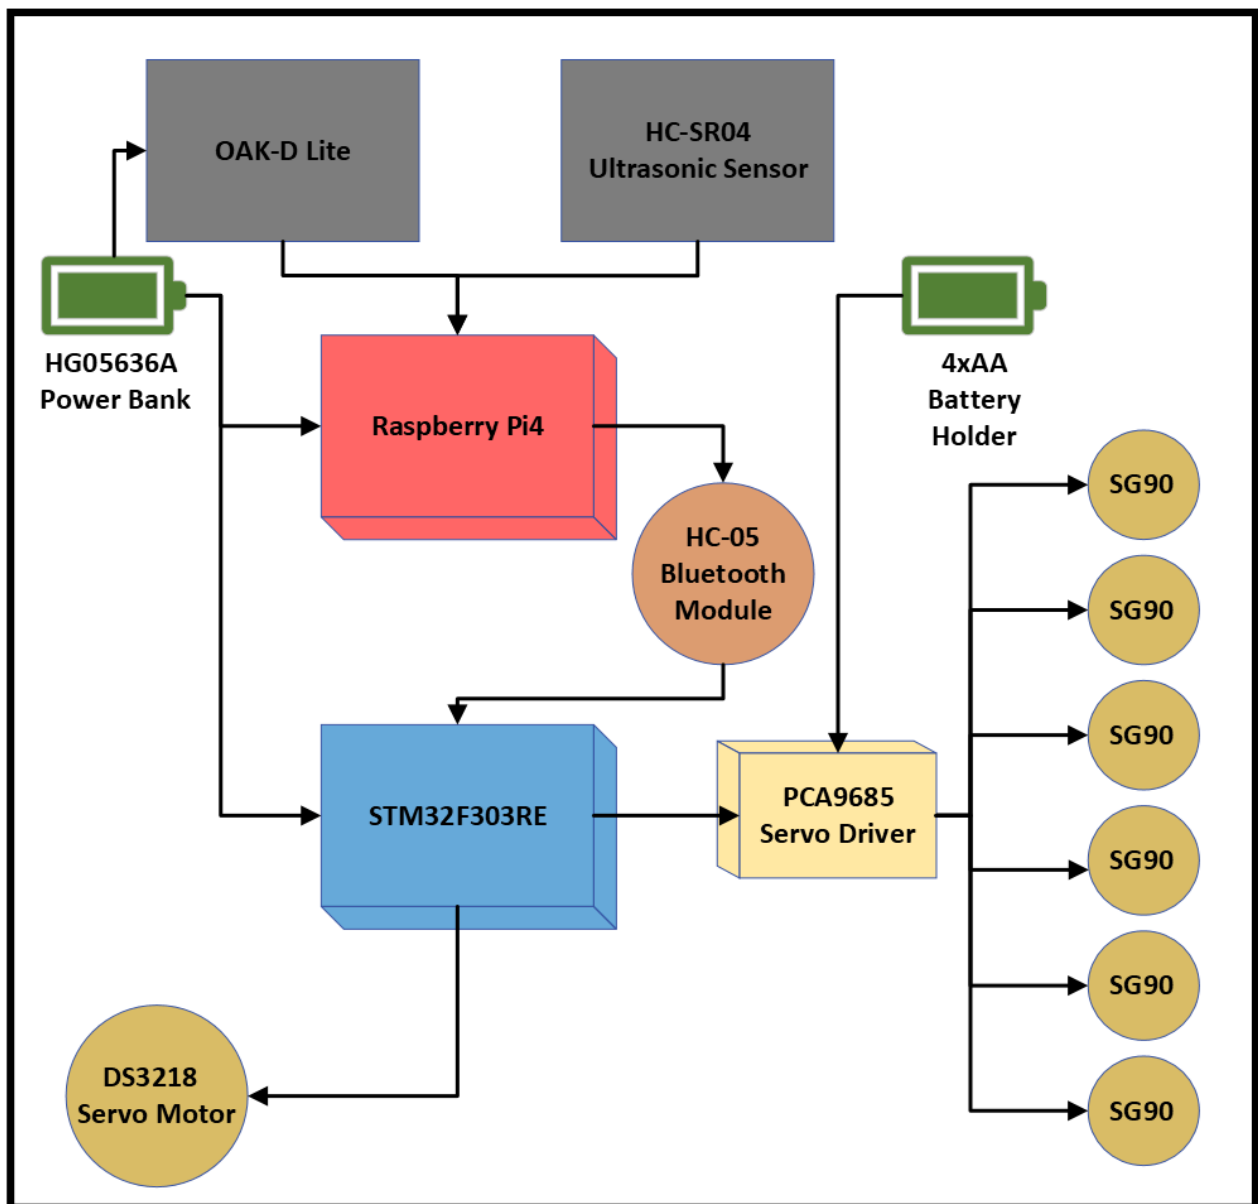 OAK-D Lite
HC-SR04
Ultrasonic Sensor
HG05636A
Power Bank
4xAA
Battery
Holder
Raspberry Pi4
SG90
HC-05
Bluetooth
Module
SG90
SG90
STM32F303RE
PCA9685
Servo Driver
SG90
SG90
DS3218
Servo Motor
SG90